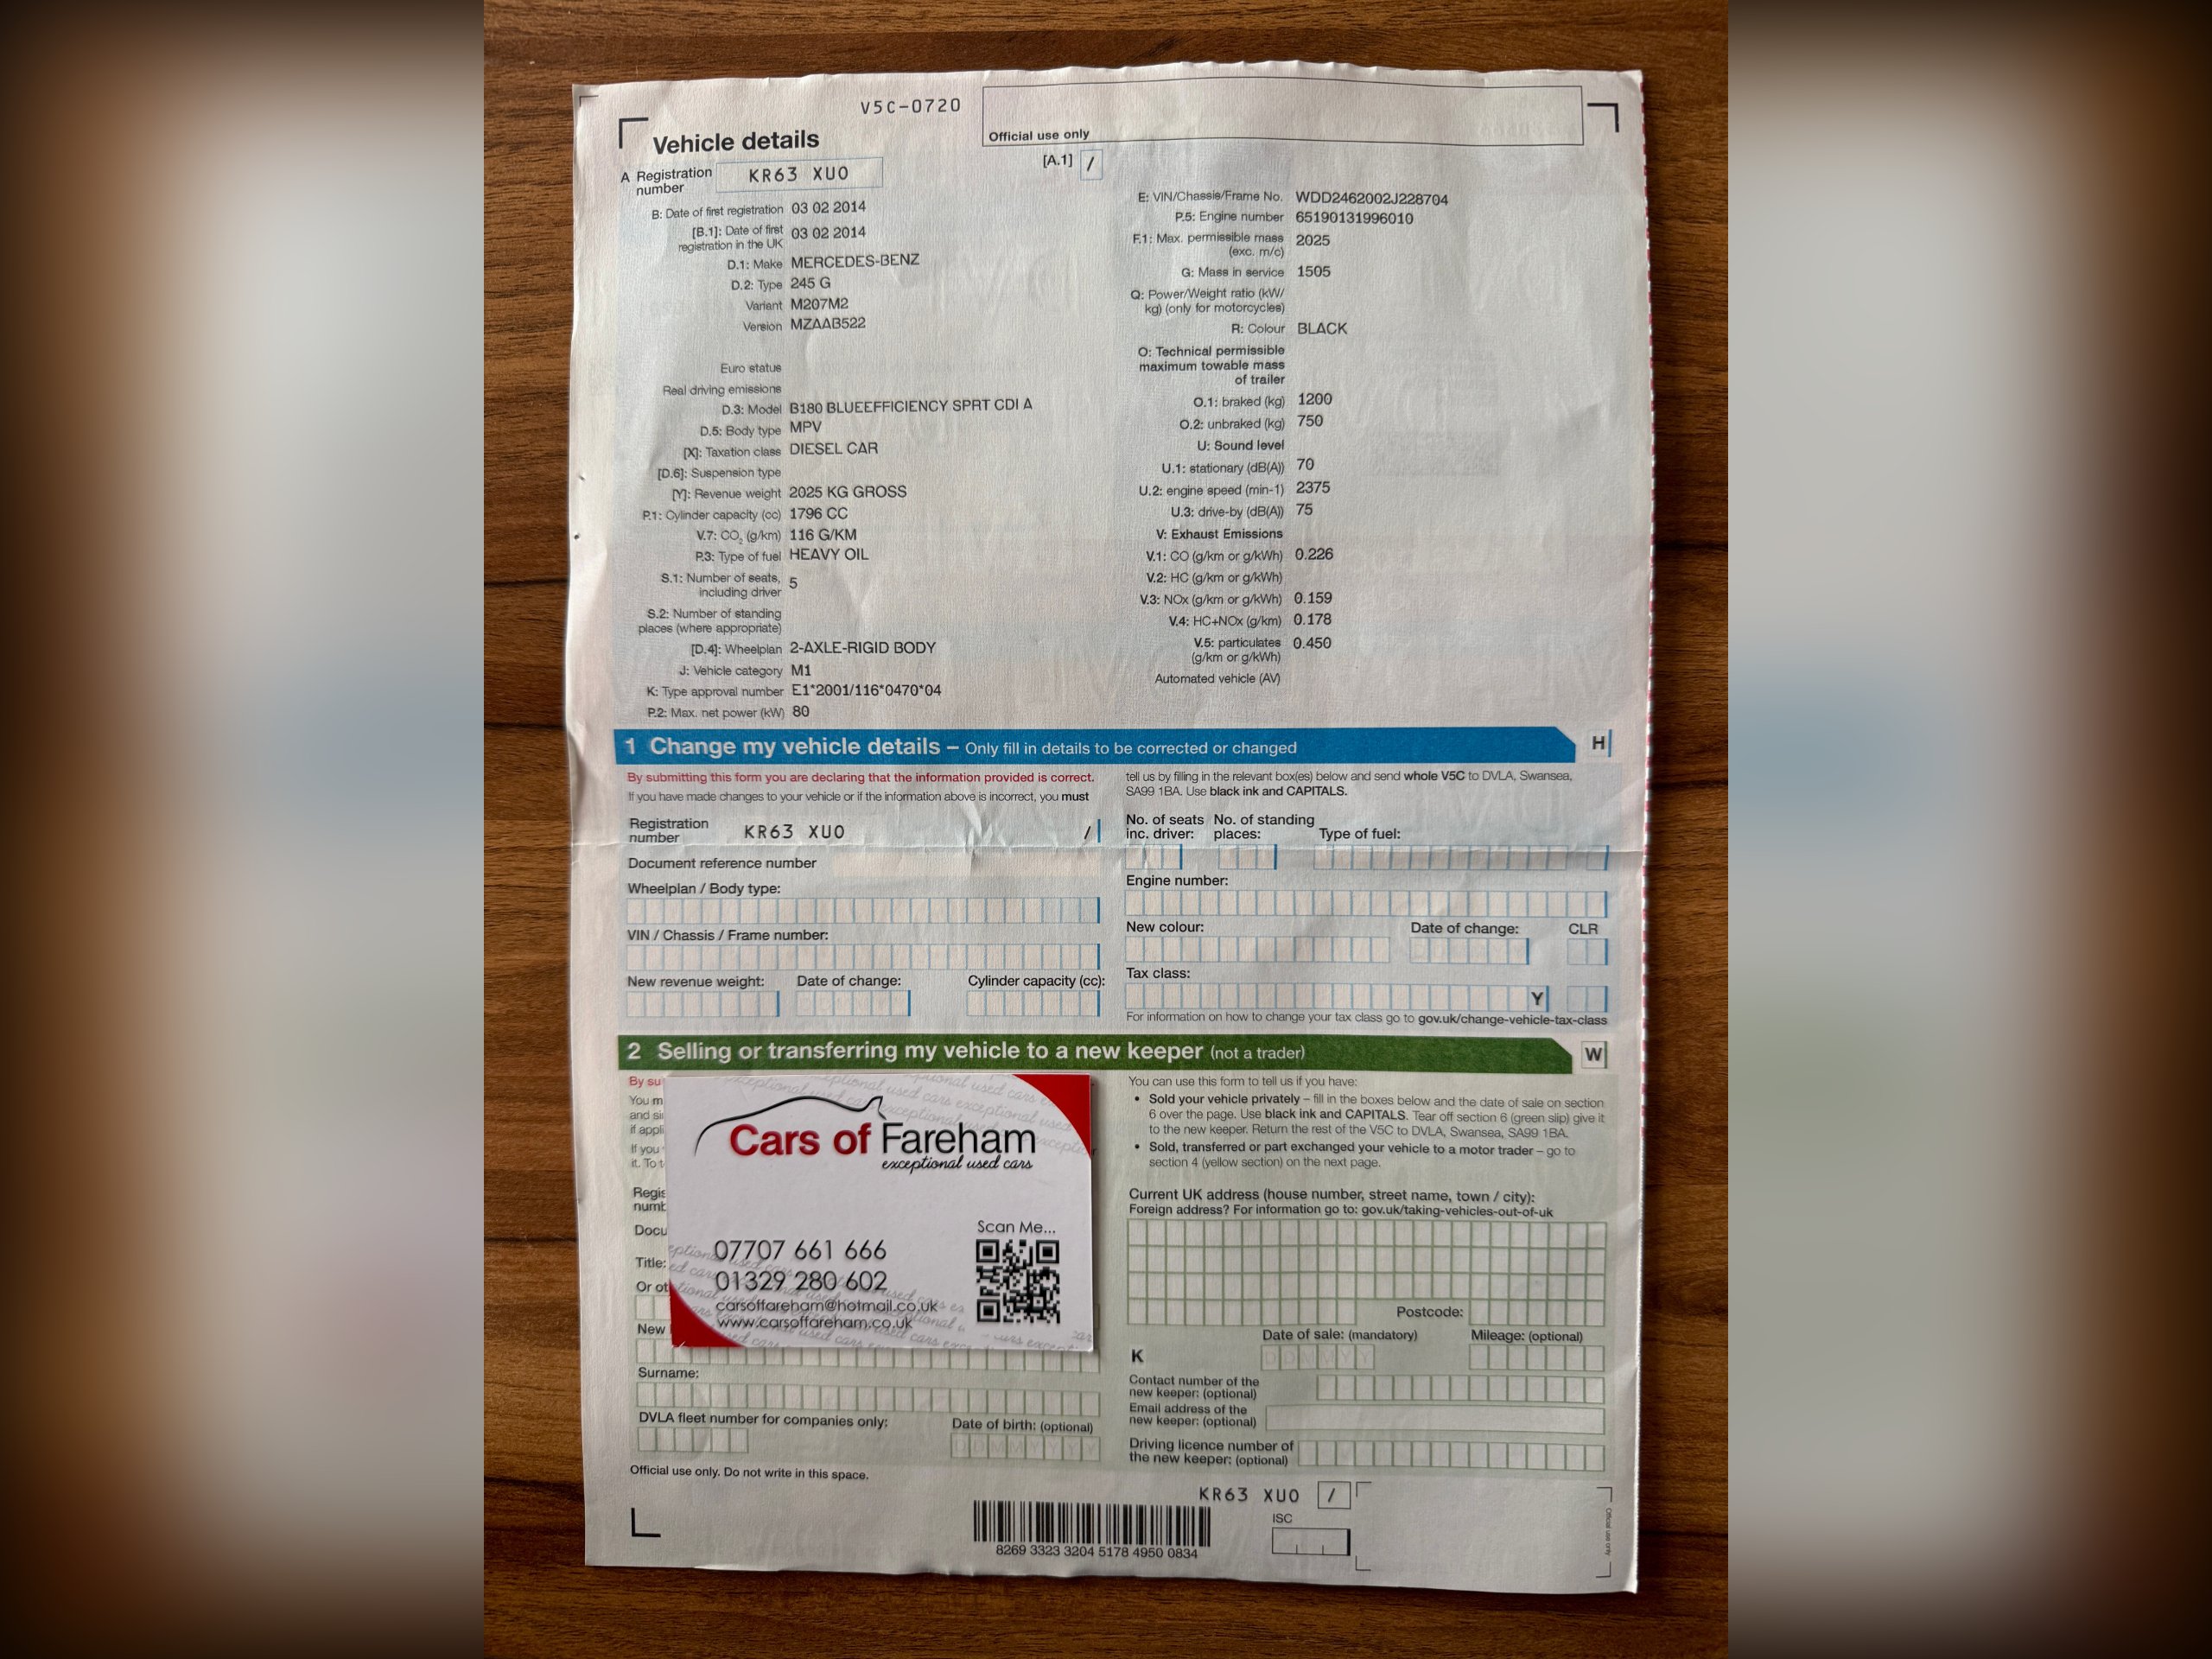 V5C-0720
Official use only
Vehicle details
[A.1] /
A Registration number KR63 XUO
B: Date of first registration 03 02 2014
[B.1]: Date of first registration in the UK 03 02 2014
D.1: Make MERCEDES-BENZ
D.2: Type 245 G
Variant M207M2
Version MZAAB522
Euro status
Real driving emissions
D.3: Model B180 BLUEEFFICIENCY SPRT CDI A
D.5: Body type MPV
[X]: Taxation class DIESEL CAR
[D.6]: Suspension type
[Y]: Revenue weight 2025 KG GROSS
P.1: Cylinder capacity (cc) 1796 CC
V.7: CO2 (g/km) 116 G/KM
P.3: Type of fuel HEAVY OIL
S.1: Number of seats, including driver 5
S.2: Number of standing places (where appropriate)
[D.4]: Wheelplan 2-AXLE-RIGID BODY
J: Vehicle category M1
K: Type approval number E1*2001/116*0470*04
P.2: Max. net power (kW) 80
E: VIN/Chassis/Frame No. WDD2462002J228704
P.5: Engine number 65190131996010
F.1: Max. permissible mass (exc. m/c) 2025
G: Mass in service 1505
Q: Power/Weight ratio (kW/kg) (only for motorcycles)
R: Colour BLACK
O: Technical permissible maximum towable mass of trailer
O.1: braked (kg) 1200
O.2: unbraked (kg) 750
U: Sound level
U.1: stationary (dB(A)) 70
U.2: engine speed (min-1) 2375
U.3: drive-by (dB(A)) 75
V: Exhaust Emissions
V.1: CO (g/km or g/kWh) 0.226
V.2: HC (g/km or g/kWh)
V.3: NOx (g/km or g/kWh) 0.159
V.4: HC+NOx (g/km) 0.178
V.5: particulates (g/km or g/kWh) 0.450
Automated vehicle (AV)
1 Change my vehicle details – Only fill in details to be corrected or changed H
By submitting this form you are declaring that the information provided is correct.
If you have made changes to your vehicle or if the information above is incorrect, you must
tell us by filling in the relevant box(es) below and send whole V5C to DVLA, Swansea,
SA99 1BA. Use black ink and CAPITALS.
Registration number KR63 XUO /
Document reference number
Wheelplan / Body type:
VIN / Chassis / Frame number:
New revenue weight: Date of change: Cylinder capacity (cc):
No. of seats inc. driver: No. of standing places: Type of fuel:
Engine number:
New colour: Date of change: CLR
Tax class:
Y
For information on how to change your tax class go to gov.uk/change-vehicle-tax-class
2 Selling or transferring my vehicle to a new keeper (not a trader) W
By su
You m
and si
if appli
If you
it. To t
Regis
numb
Docu
Title:
Or ot
New
Surname:
DVLA fleet number for companies only: Date of birth: (optional)
DDMMYYYY
Official use only. Do not write in this space.
Cars of Fareham
exceptional used cars
Scan Me...
07707 661 666
01329 280 602
carsoffareham@hotmail.co.uk
www.carsoffareham.co.uk
You can use this form to tell us if you have:
• Sold your vehicle privately – fill in the boxes below and the date of sale on section
6 over the page. Use black ink and CAPITALS. Tear off section 6 (green slip) give it
to the new keeper. Return the rest of the V5C to DVLA, Swansea, SA99 1BA.
• Sold, transferred or part exchanged your vehicle to a motor trader – go to
section 4 (yellow section) on the next page.
Current UK address (house number, street name, town / city):
Foreign address? For information go to: gov.uk/taking-vehicles-out-of-uk
Postcode:
Date of sale: (mandatory) Mileage: (optional)
K DDMMYY
Contact number of the new keeper: (optional)
Email address of the new keeper: (optional)
Driving licence number of the new keeper: (optional)
KR63 XUO /
ISC
8269 3323 3204 5178 4950 0834
Official use only